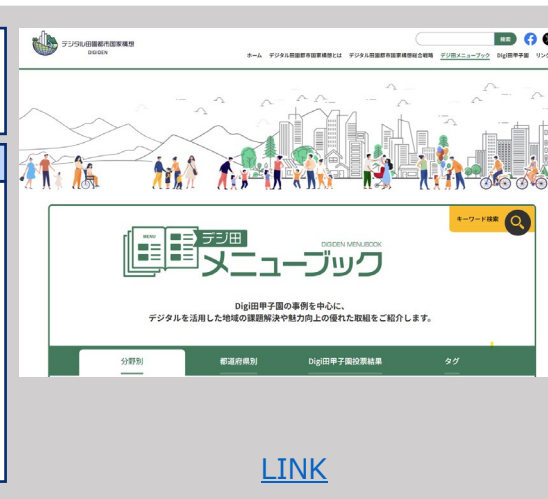 デジタル田園都市国家構想
DIGIDEN
検索
ホーム デジタル田園都市国家構想とは デジタル田園都市国家構想総合戦略 デジ田メニューブック Digi田甲子園 リンク
キーワード検索
MENU
デジ田
DIGIDEN MENUBOOK
メニューブック
Digi田甲子園の事例を中心に、
デジタルを活用した地域の課題解決や魅力向上の優れた取組をご紹介します。
分野別 都道府県別 Digi田甲子園投票結果 タグ
LINK